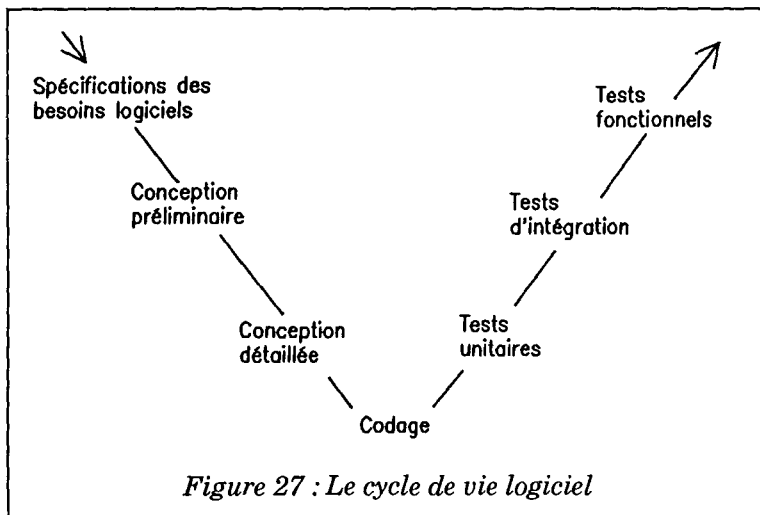 Spécifications des
besoins logiciels
Conception
préliminaire
Conception
détaillée
Codage
Tests
unitaires
Tests
d'intégration
Tests
fonctionnels
Figure 27 : Le cycle de vie logiciel